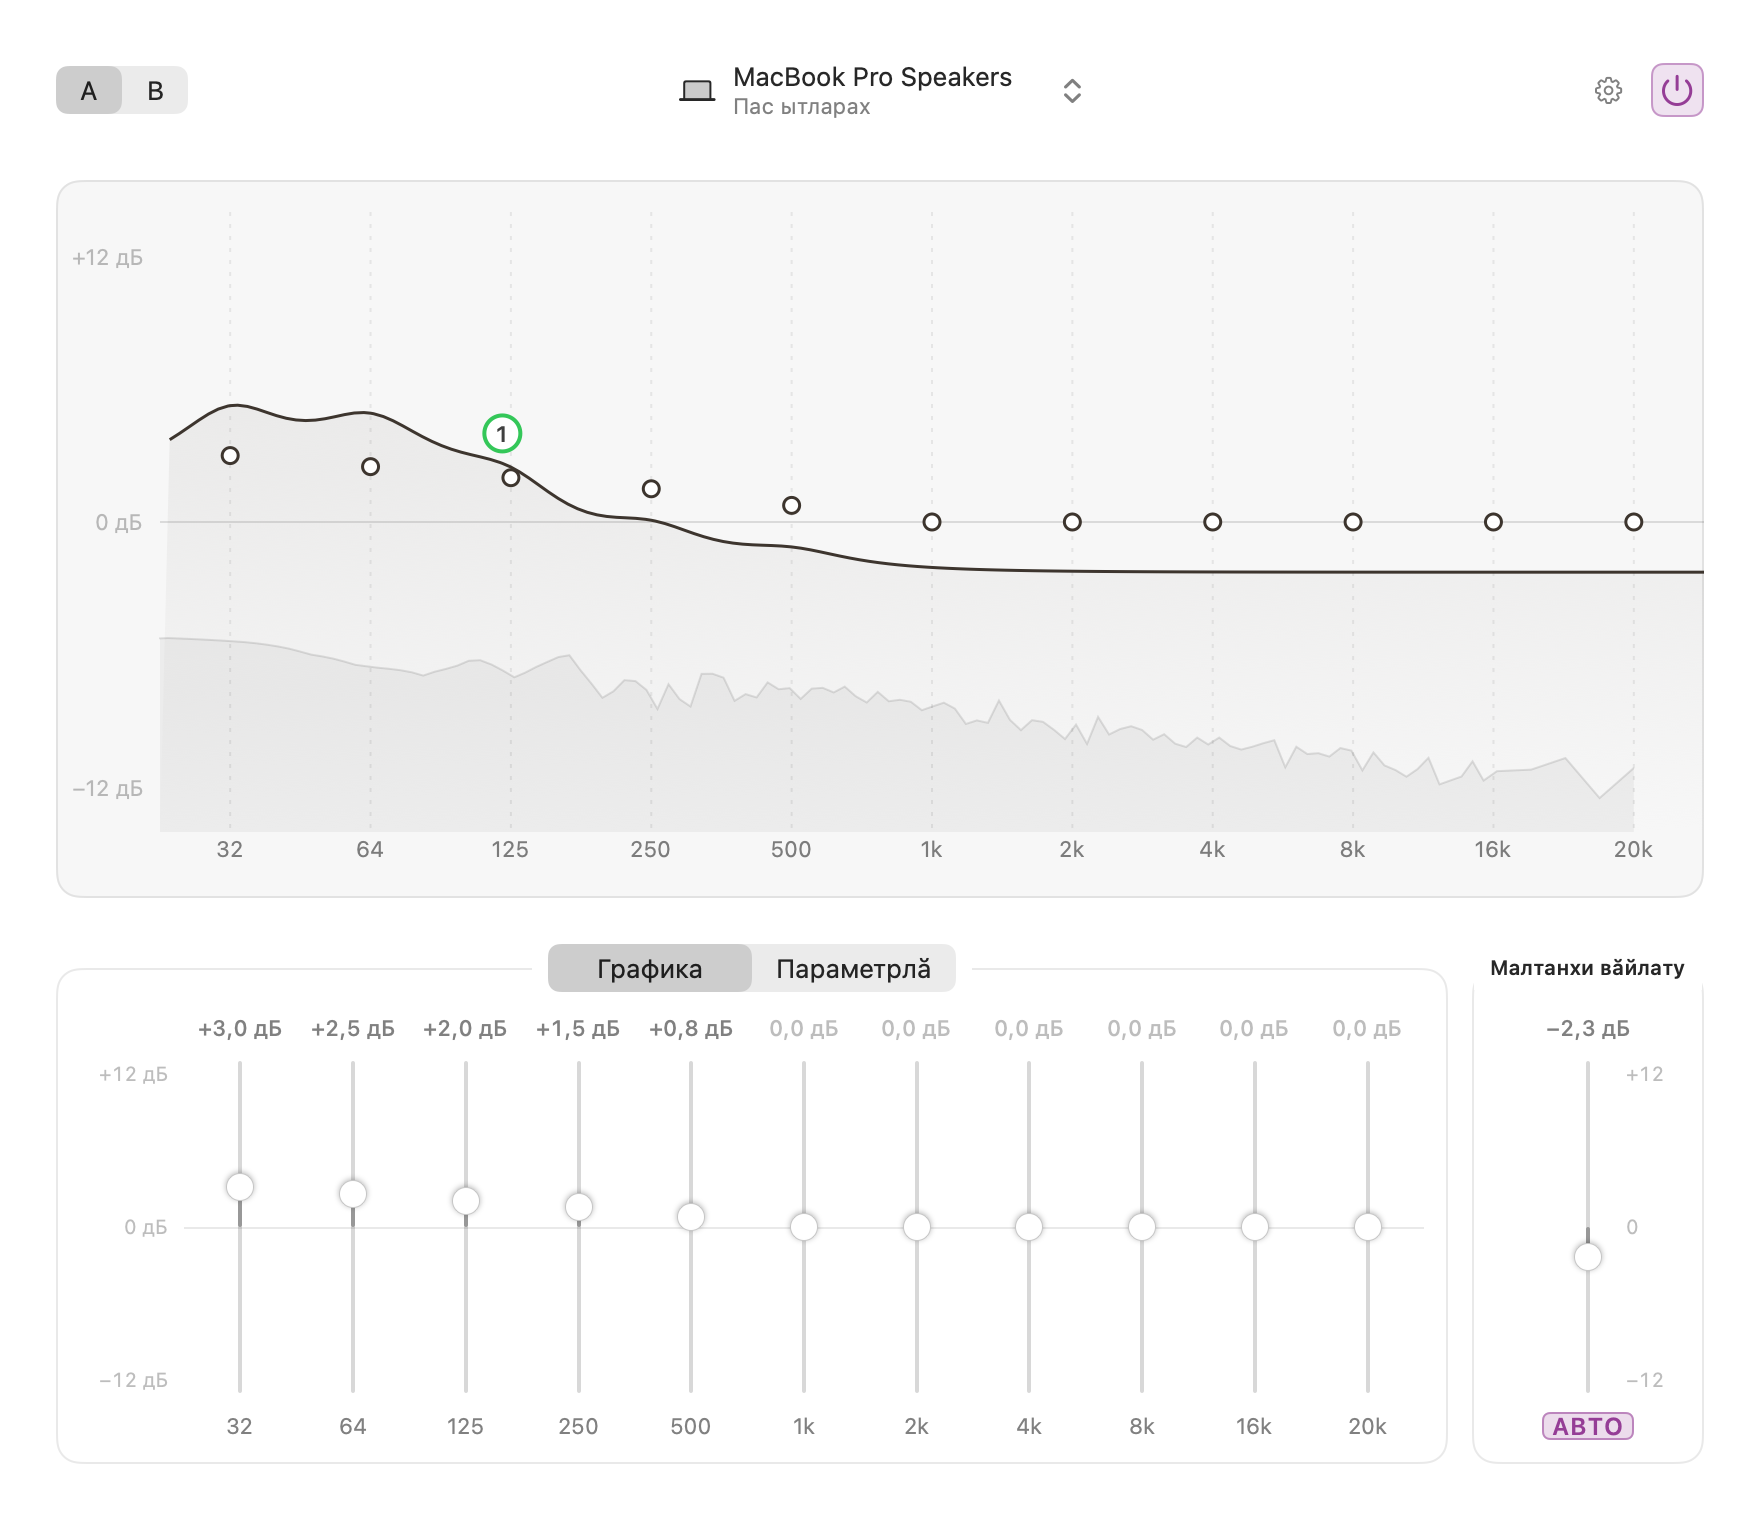 A B
MacBook Pro Speakers
Пас ытларах
+12 дБ
1
0 дБ
−12 дБ
32 64 125 250 500 1k 2k 4k 8k 16k 20k
Графика Параметрлӑ
Малтанхи вӑйлату
+3,0 дБ +2,5 дБ +2,0 дБ +1,5 дБ +0,8 дБ 0,0 дБ 0,0 дБ 0,0 дБ 0,0 дБ 0,0 дБ 0,0 дБ −2,3 дБ
+12 дБ +12
0 дБ 0
−12 дБ −12
32 64 125 250 500 1k 2k 4k 8k 16k 20k АВТО